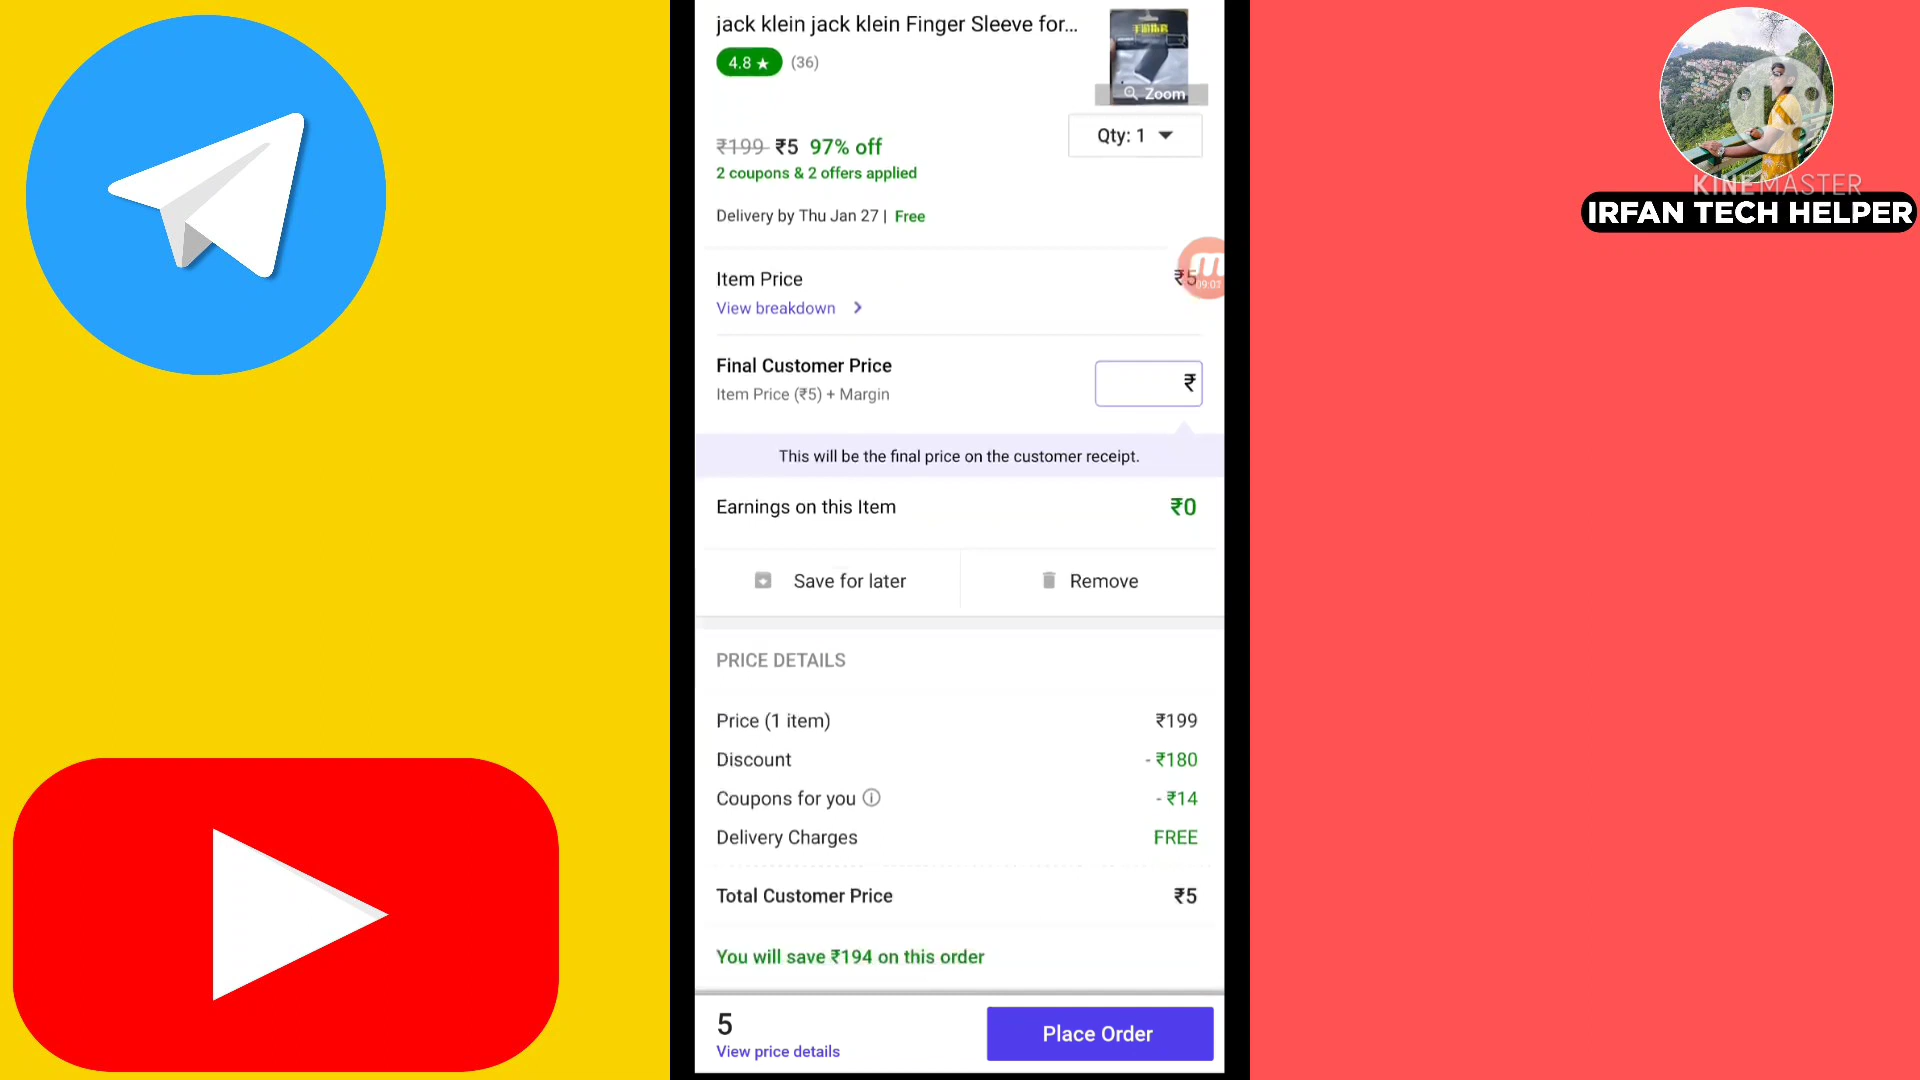 jack klein jack klein Finger Sleeve for...
4.8 ★ (36)
Zoom
Qty: 1
₹199 ₹5 97% off
2 coupons & 2 offers applied
Delivery by Thu Jan 27 | Free
Item Price ₹5
09:03
View breakdown
Final Customer Price ₹
Item Price (₹5) + Margin
This will be the final price on the customer receipt.
Earnings on this Item ₹0
Save for later Remove
PRICE DETAILS
Price (1 item) ₹199
Discount - ₹180
Coupons for you - ₹14
Delivery Charges FREE
Total Customer Price ₹5
You will save ₹194 on this order
5
View price details
Place Order
KINEMASTER
IRFAN TECH HELPER